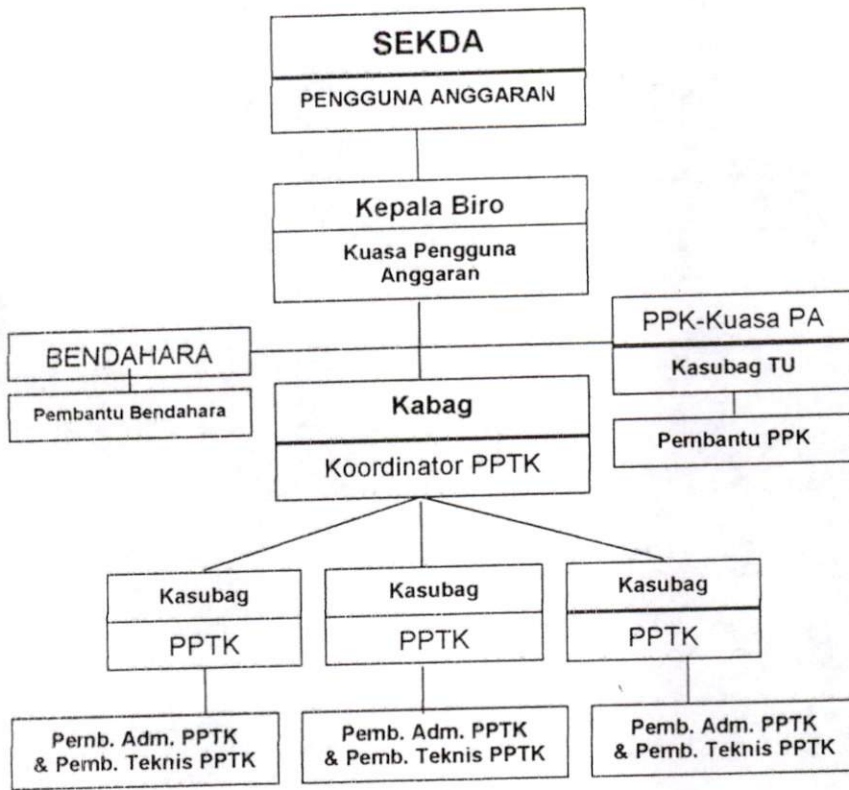 SEKDA
PENGGUNA ANGGARAN
Kepala Biro
Kuasa Pengguna
Anggaran
PPK-Kuasa PA
BENDAHARA
Kasubag TU
Pembantu Bendahara
Kabag
Pembantu PPK
Koordinator PPTK
Kasubag
Kasubag
Kasubag
PPTK
PPTK
PPTK
Pemb. Adm. PPTK
& Pemb. Teknis PPTK
Pemb. Adm. PPTK
& Pemb. Teknis PPTK
Pemb. Adm. PPTK
& Pemb. Teknis PPTK